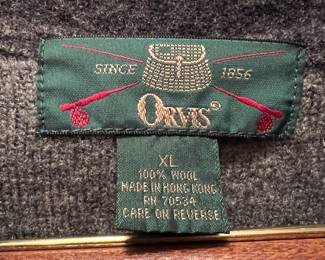 SINCE 1856
ORVIS®
XL
100% WOOL
MADE IN HONG KONG
RN 70534
CARE ON REVERSE